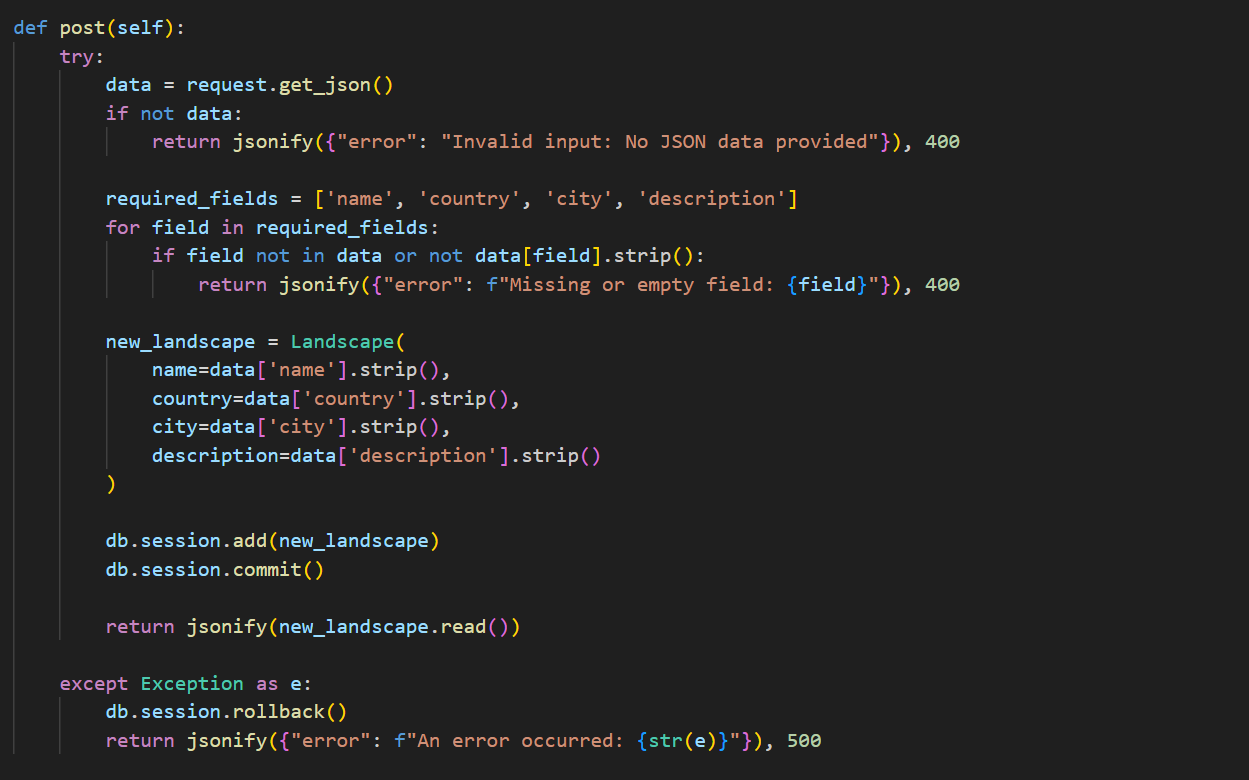 def post(self):
    try:
        data = request.get_json()
        if not data:
            return jsonify({"error": "Invalid input: No JSON data provided"}), 400

        required_fields = ['name', 'country', 'city', 'description']
        for field in required_fields:
            if field not in data or not data[field].strip():
                return jsonify({"error": f"Missing or empty field: {field}"}), 400

        new_landscape = Landscape(
            name=data['name'].strip(),
            country=data['country'].strip(),
            city=data['city'].strip(),
            description=data['description'].strip()
        )

        db.session.add(new_landscape)
        db.session.commit()

        return jsonify(new_landscape.read())

    except Exception as e:
        db.session.rollback()
        return jsonify({"error": f"An error occurred: {str(e)}"}), 500